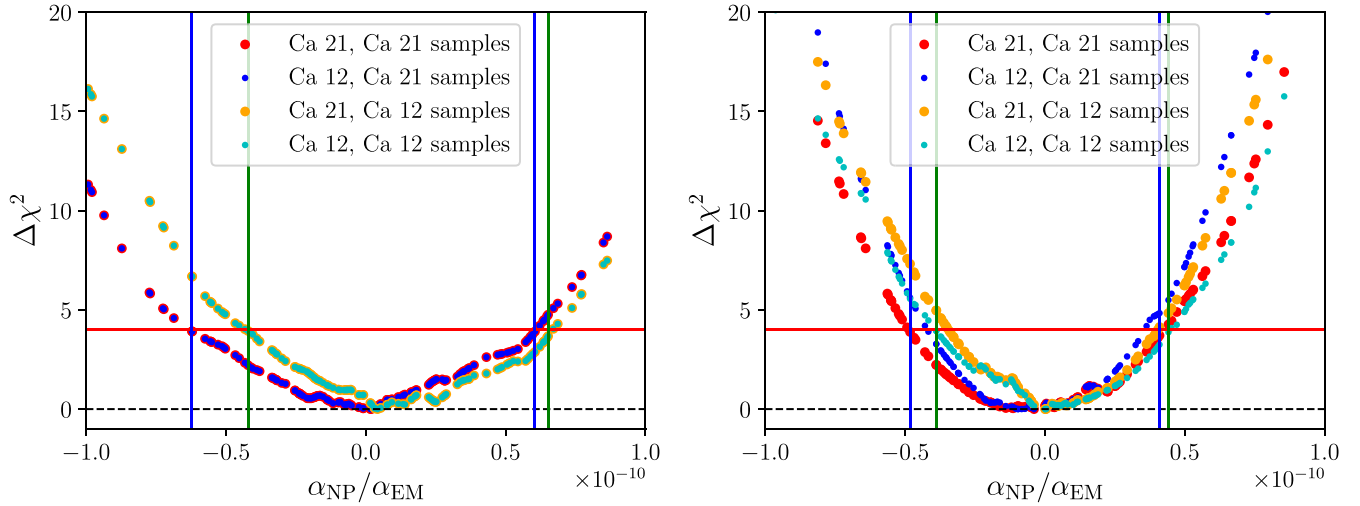 20
15
10
5
0
Δχ²
Ca 21, Ca 21 samples
Ca 12, Ca 21 samples
Ca 21, Ca 12 samples
Ca 12, Ca 12 samples
−1.0 −0.5 0.0 0.5 1.0
×10⁻¹⁰
α_NP/α_EM
20
15
10
5
0
Δχ²
Ca 21, Ca 21 samples
Ca 12, Ca 21 samples
Ca 21, Ca 12 samples
Ca 12, Ca 12 samples
−1.0 −0.5 0.0 0.5 1.0
×10⁻¹⁰
α_NP/α_EM